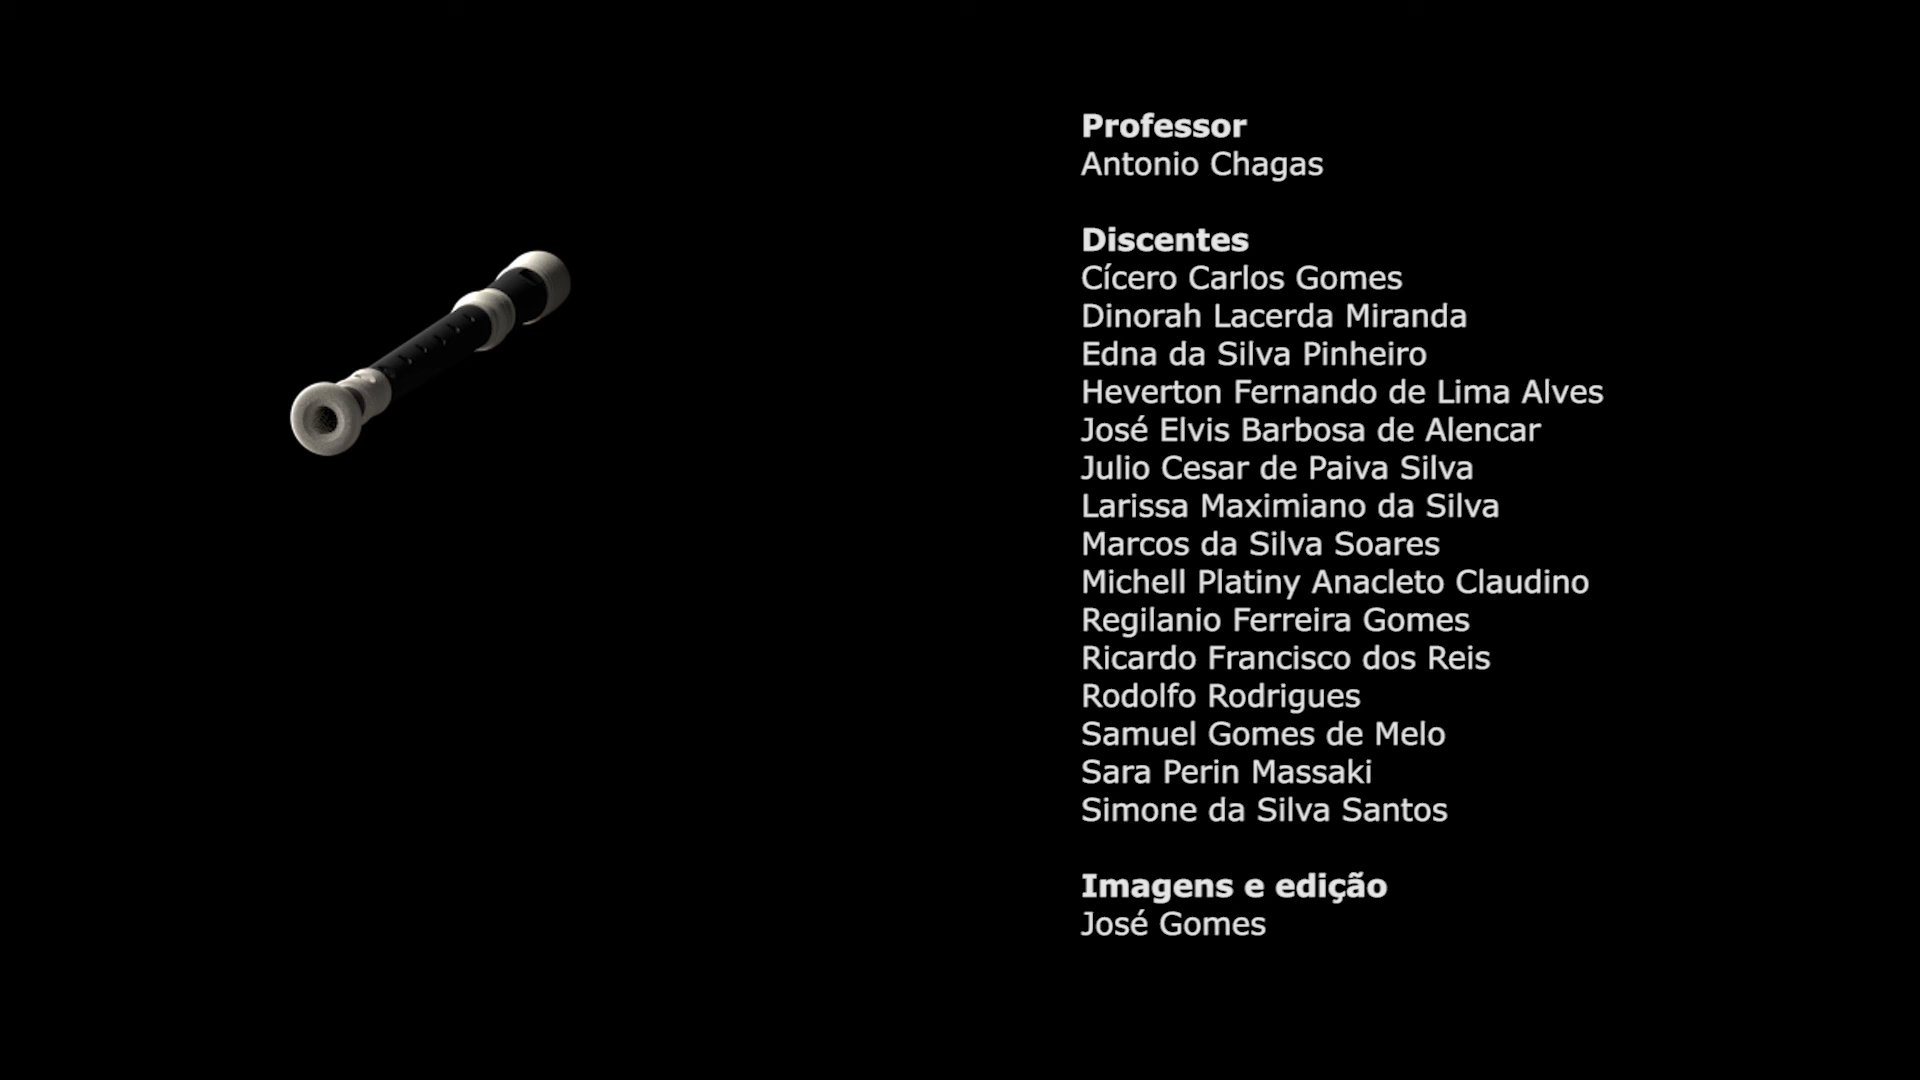 Professor
Antonio Chagas
Discentes
Cícero Carlos Gomes
Dinorah Lacerda Miranda
Edna da Silva Pinheiro
Heverton Fernando de Lima Alves
José Elvis Barbosa de Alencar
Julio Cesar de Paiva Silva
Larissa Maximiano da Silva
Marcos da Silva Soares
Michell Platiny Anacleto Claudino
Regilanio Ferreira Gomes
Ricardo Francisco dos Reis
Rodolfo Rodrigues
Samuel Gomes de Melo
Sara Perin Massaki
Simone da Silva Santos
Imagens e edição
José Gomes